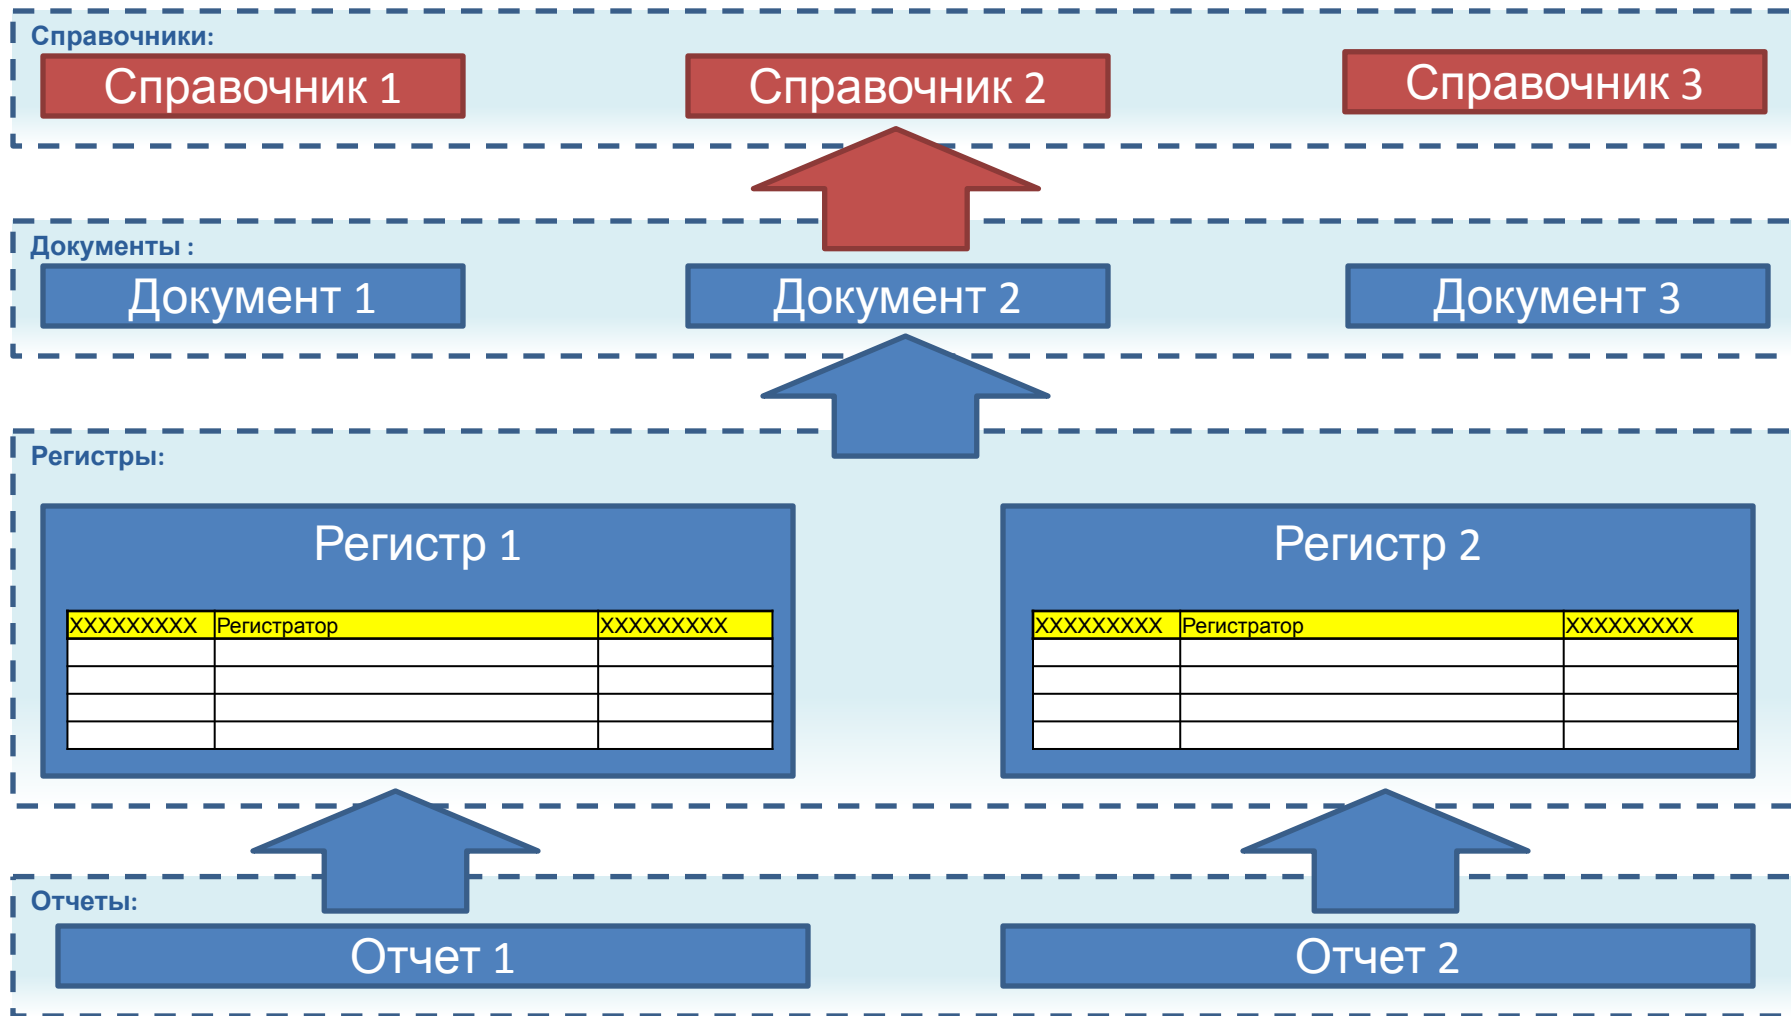 Справочники:
Справочник 1
Справочник 2
Справочник 3
Документы :
Документ 1
Документ 2
Документ 3
Регистры:
Регистр 1
Регистр 2
XXXXXXXXX Регистратор XXXXXXXXX
XXXXXXXXX Регистратор XXXXXXXXX
Отчеты:
Отчет 1
Отчет 2